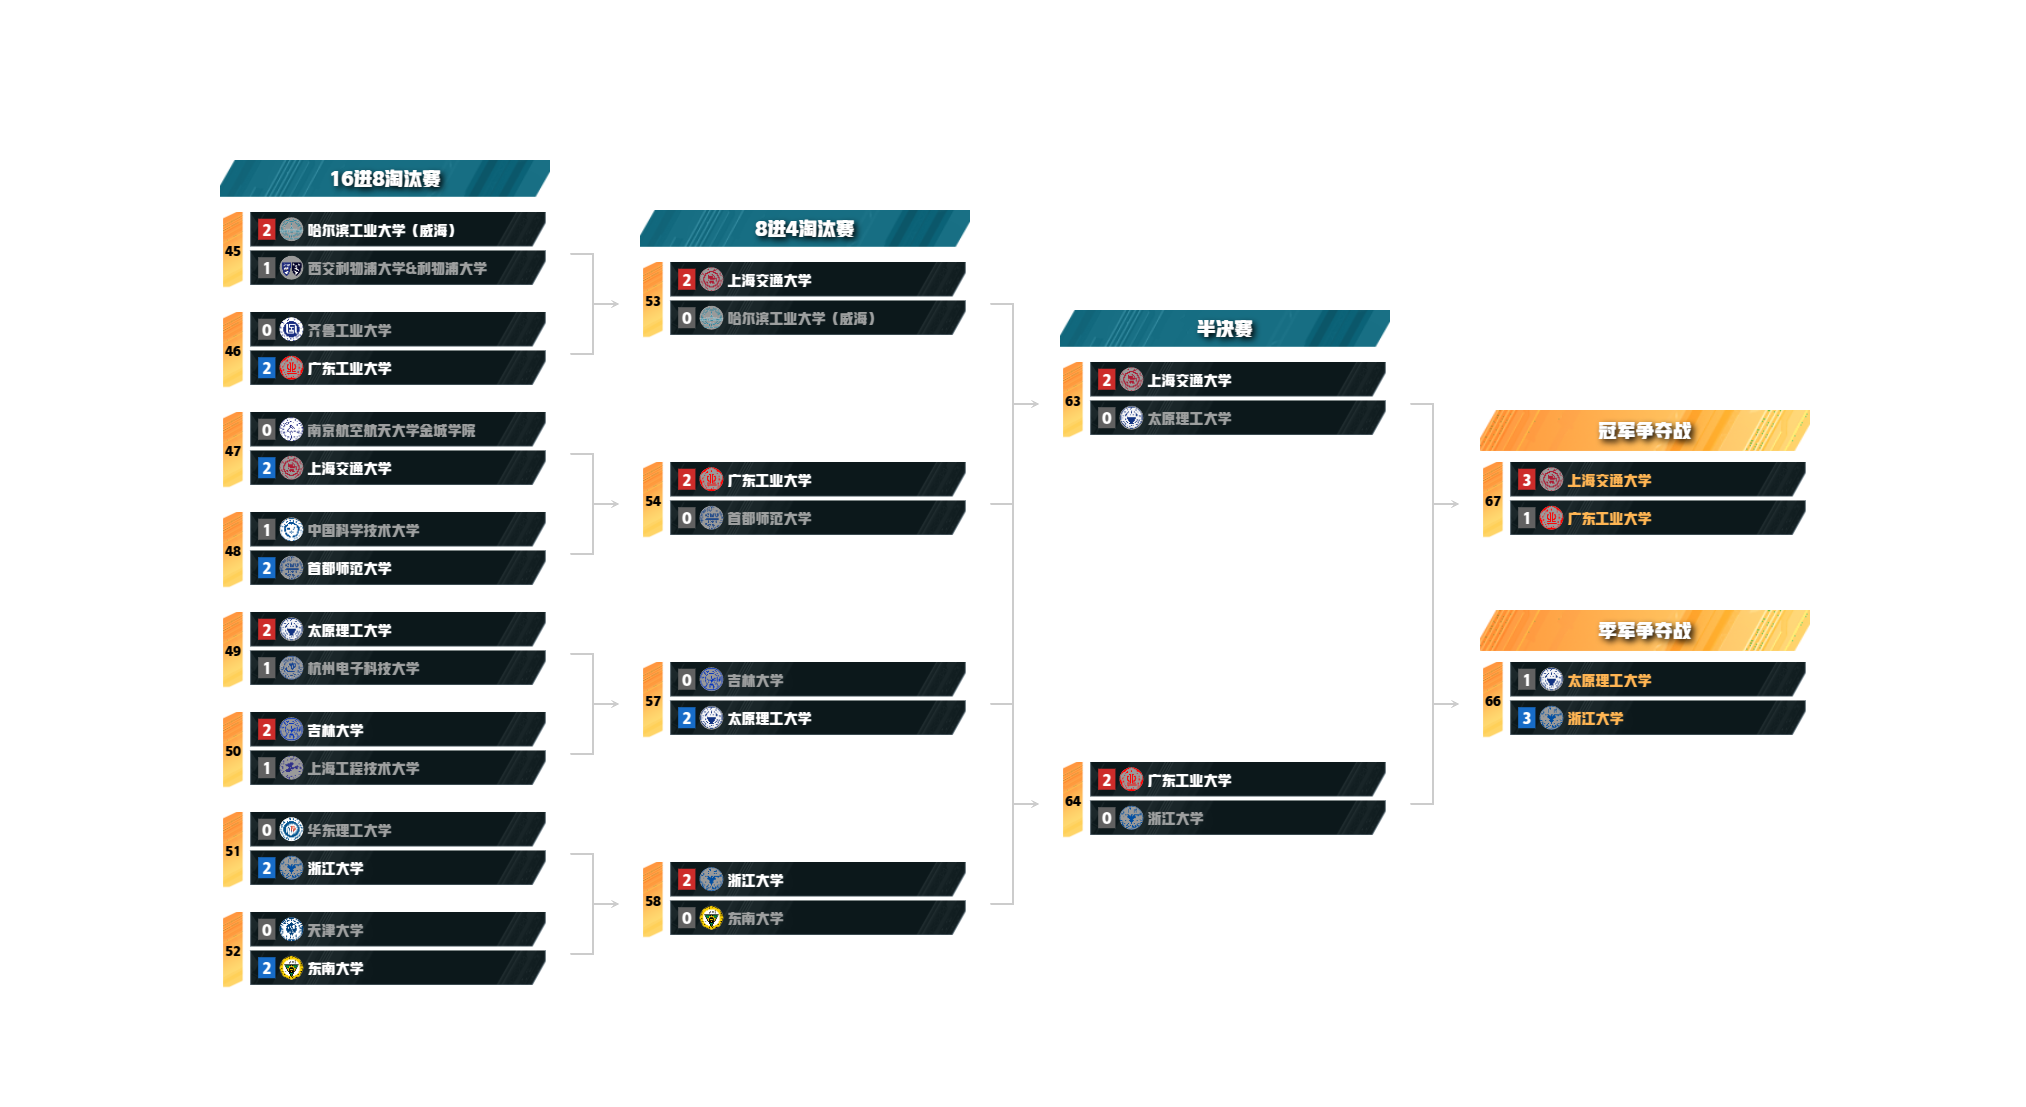 16进8淘汰赛
45
2 哈尔滨工业大学（威海）
1 西交利物浦大学&利物浦大学
46
0 齐鲁工业大学
2 广东工业大学
47
0 南京航空航天大学金城学院
2 上海交通大学
48
1 中国科学技术大学
2 首都师范大学
49
2 太原理工大学
1 杭州电子科技大学
50
2 吉林大学
1 上海工程技术大学
51
0 华东理工大学
2 浙江大学
52
0 天津大学
2 东南大学
8进4淘汰赛
53
2 上海交通大学
0 哈尔滨工业大学（威海）
54
2 广东工业大学
0 首都师范大学
57
0 吉林大学
2 太原理工大学
58
2 浙江大学
0 东南大学
半决赛
63
2 上海交通大学
0 太原理工大学
64
2 广东工业大学
0 浙江大学
冠军争夺战
67
3 上海交通大学
1 广东工业大学
季军争夺战
66
1 太原理工大学
3 浙江大学